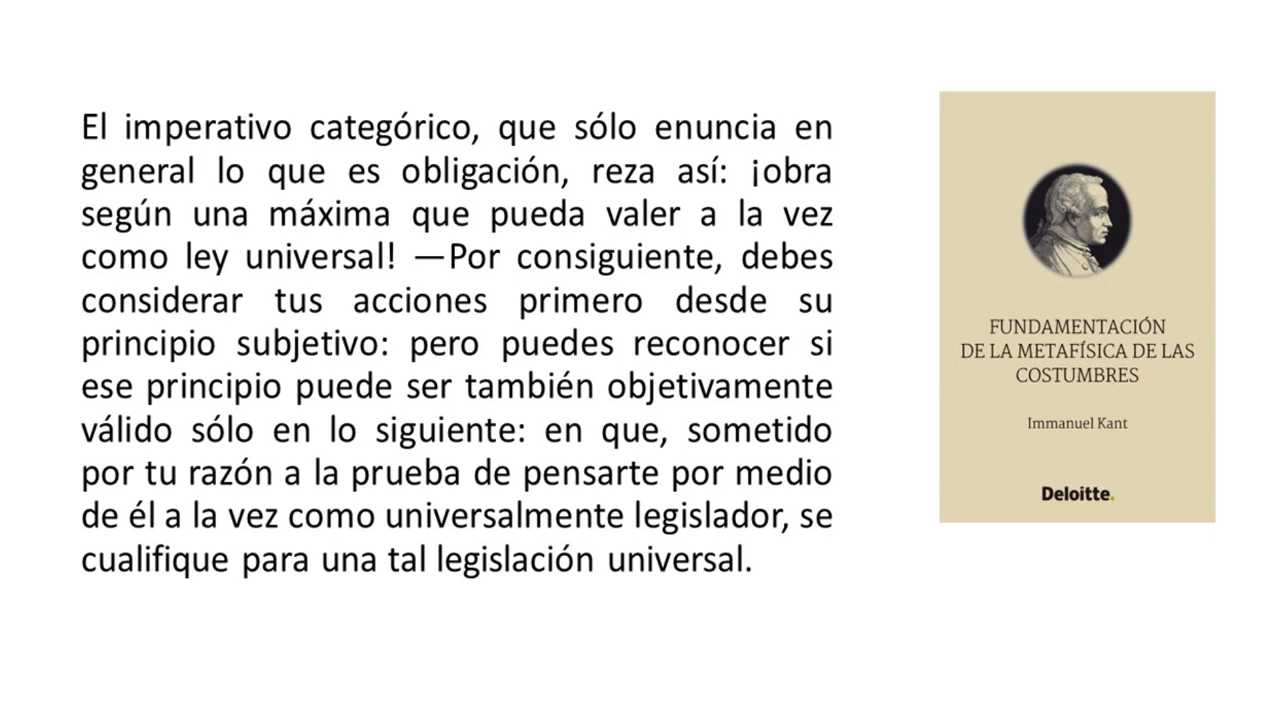 El imperativo categórico, que sólo enuncia en
general lo que es obligación, reza así: ¡obra
según una máxima que pueda valer a la vez
como ley universal! —Por consiguiente, debes
considerar tus acciones primero desde su
principio subjetivo: pero puedes reconocer si
ese principio puede ser también objetivamente
válido sólo en lo siguiente: en que, sometido
por tu razón a la prueba de pensarte por medio
de él a la vez como universalmente legislador, se
cualifique para una tal legislación universal.
FUNDAMENTACIÓN
DE LA METAFÍSICA DE LAS
COSTUMBRES
Immanuel Kant
Deloitte.